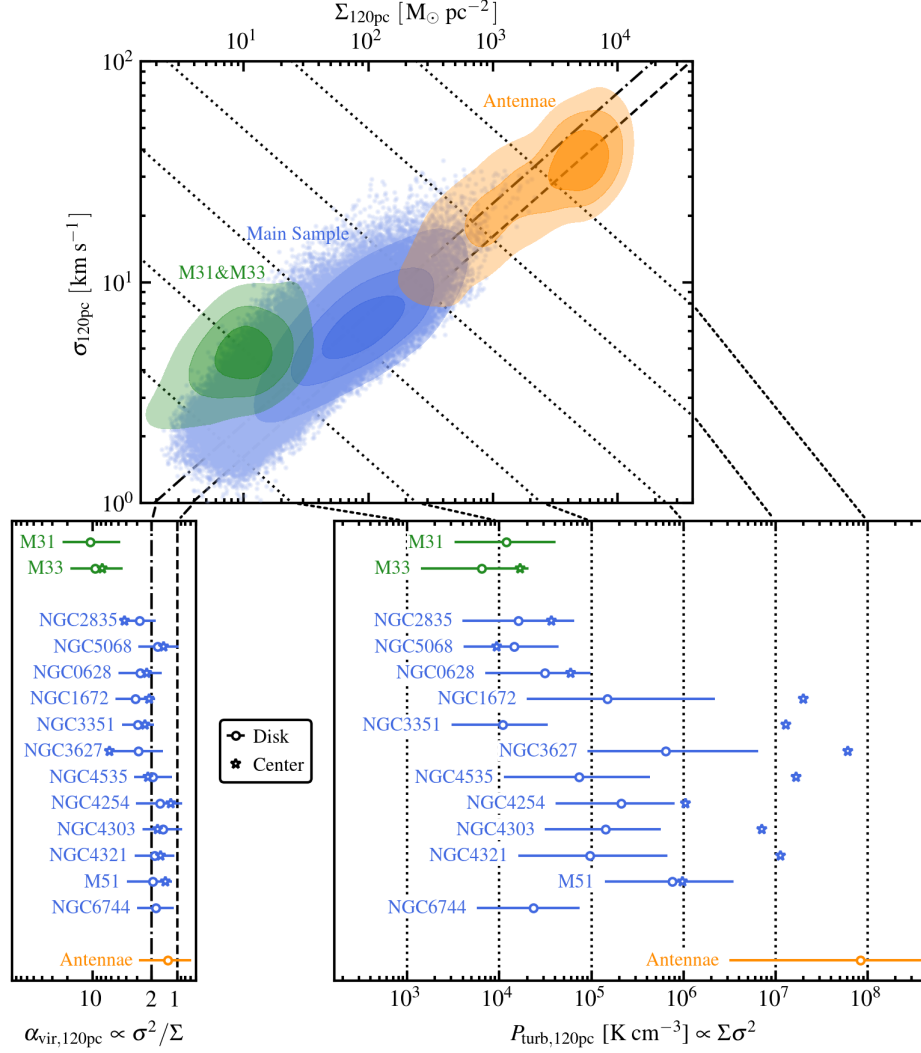 Σ₁₂₀pc [M⊙ pc⁻²]
10¹ 10² 10³ 10⁴
10²
Antennae
σ₁₂₀pc [km s⁻¹]
Main Sample
M31&M33
10¹
10⁰
M31
M33
NGC2835
NGC5068
NGC0628
NGC1672
NGC3351
NGC3627
NGC4535
NGC4254
NGC4303
NGC4321
M51
NGC6744
Antennae
10 2 1
α_vir,120pc ∝ σ²/Σ
Disk
Center
M31
M33
NGC2835
NGC5068
NGC0628
NGC1672
NGC3351
NGC3627
NGC4535
NGC4254
NGC4303
NGC4321
M51
NGC6744
Antennae
10³ 10⁴ 10⁵ 10⁶ 10⁷ 10⁸
P_turb,120pc [K cm⁻³] ∝ Σσ²